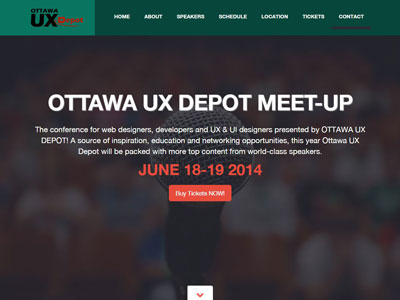 OTTAWA
UX Depot
HOME ABOUT SPEAKERS SCHEDULE LOCATION TICKETS CONTACT
OTTAWA UX DEPOT MEET-UP
The conference for web designers, developers and UX & UI designers presented by OTTAWA UX
DEPOT! A source of inspiration, education and networking opportunities, this year Ottawa UX
Depot will be packed with more top content from world-class speakers.
JUNE 18-19 2014
Buy Tickets NOW!